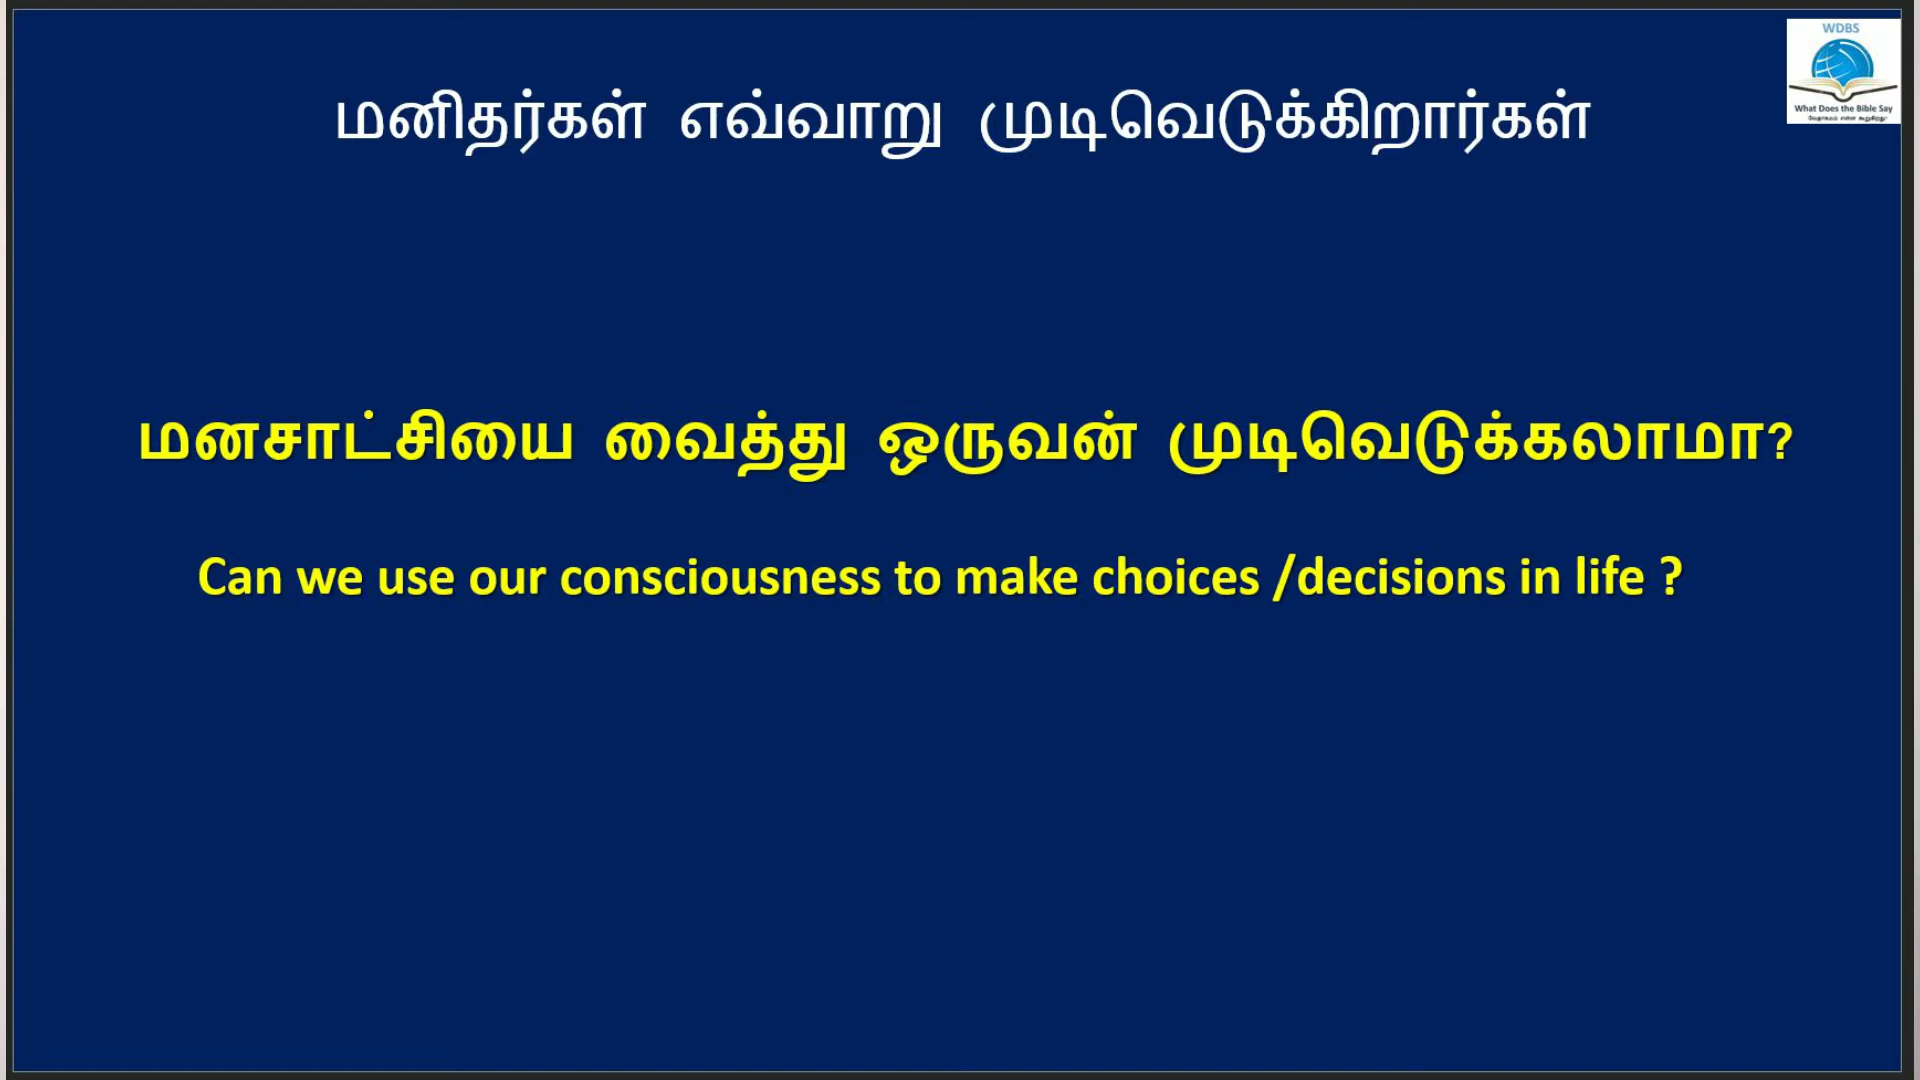 WDBS
What Does the Bible Say
மனிதர்கள் எவ்வாறு முடிவெடுக்கிறார்கள்
மனசாட்சியை வைத்து ஒருவன் முடிவெடுக்கலாமா?
Can we use our consciousness to make choices /decisions in life ?